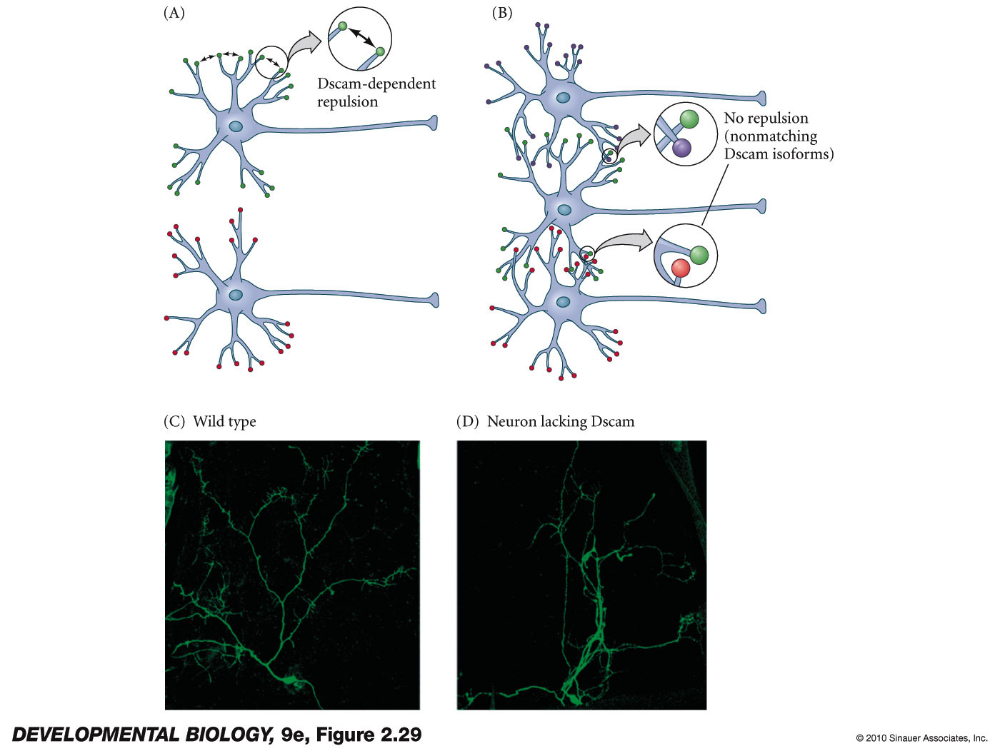 (A)
Dscam-dependent
repulsion
(B)
No repulsion
(nonmatching
Dscam isoforms)
(C) Wild type
(D) Neuron lacking Dscam
DEVELOPMENTAL BIOLOGY, 9e, Figure 2.29
© 2010 Sinauer Associates, Inc.